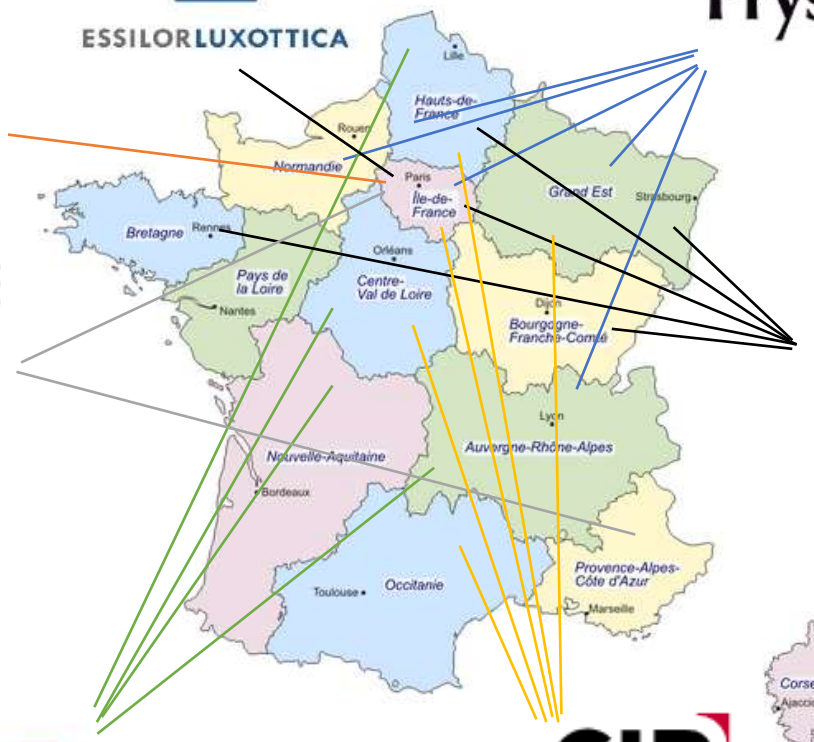 ESSILORLUXOTTICA
Lille
Hauts-de-
France
Rouen
Normandie
Paris
Île-de-
France
Grand Est
Strasbourg
Bretagne
Rennes
Orléans
Pays de
la Loire
Centre-
Val de Loire
Nantes
Dijon
Bourgogne-
Franche-Comté
Lyon
Auvergne-Rhône-Alpes
Nouvelle-Aquitaine
Bordeaux
Provence-Alpes-
Côte d'Azur
Occitanie
Toulouse
Marseille
Corse
Ajaccio